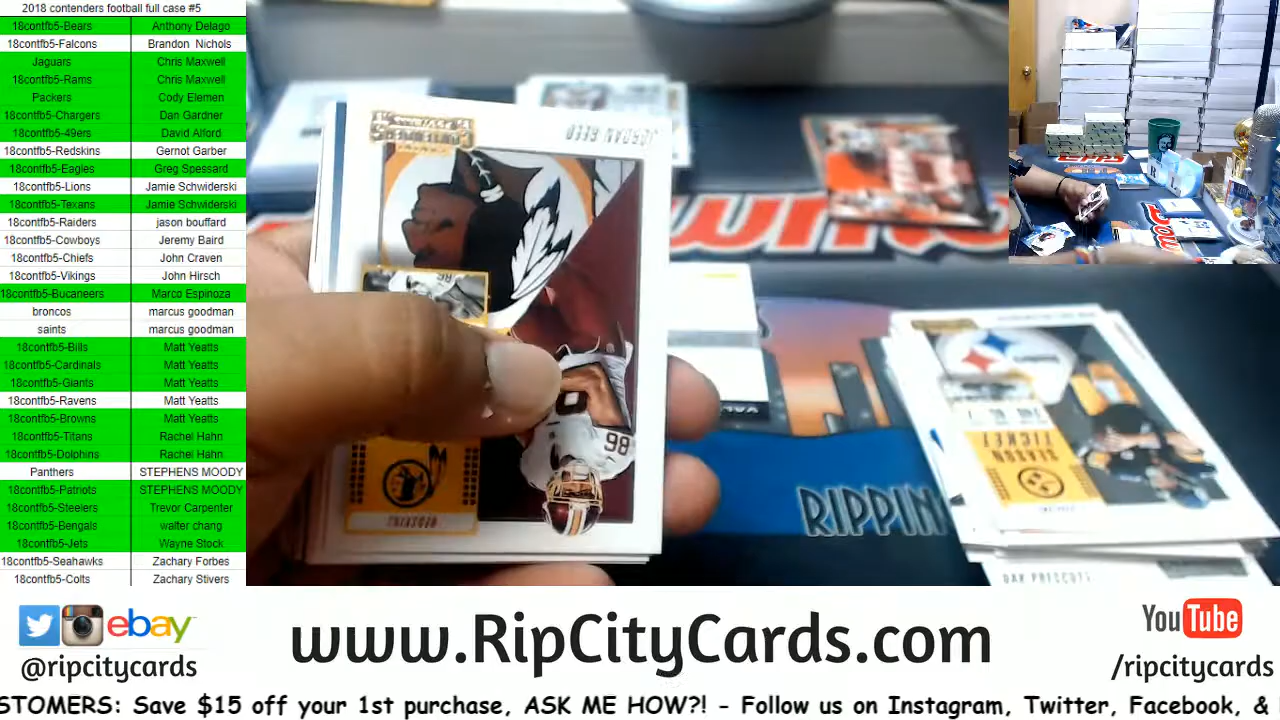 2018 contenders football full case #5
18contfb5-Bears Anthony Delago
18contfb5-Falcons Brandon Nichols
Jaguars Chris Maxwell
18contfb5-Rams Chris Maxwell
Packers Cody Elemen
18contfb5-Chargers Dan Gardner
18contfb5-49ers David Alford
18contfb5-Redskins Gernot Garber
18contfb5-Eagles Greg Spessard
18contfb5-Lions Jamie Schwiderski
18contfb5-Texans Jamie Schwiderski
18contfb5-Raiders jason bouffard
18contfb5-Cowboys Jeremy Baird
18contfb5-Chiefs John Craven
18contfb5-Vikings John Hirsch
18contfb5-Bucaneers Marco Espinoza
broncos marcus goodman
saints marcus goodman
18contfb5-Bills Matt Yeatts
18contfb5-Cardinals Matt Yeatts
18contfb5-Giants Matt Yeatts
18contfb5-Ravens Matt Yeatts
18contfb5-Browns Matt Yeatts
18contfb5-Titans Rachel Hahn
18contfb5-Dolphins Rachel Hahn
Panthers STEPHENS MOODY
18contfb5-Patriots STEPHENS MOODY
18contfb5-Steelers Trevor Carpenter
18contfb5-Bengals walter chang
18contfb5-Jets Wayne Stock
18contfb5-Seahawks Zachary Forbes
18contfb5-Colts Zachary Stivers
JORDAN REED
86
REDSKINS
SEASON
TICKET
RIPPIN
DAK PRESCOTT
ebay
@ripcitycards
www.RipCityCards.com
YouTube
/ripcitycards
STOMERS: Save $15 off your 1st purchase, ASK ME HOW?! - Follow us on Instagram, Twitter, Facebook, &